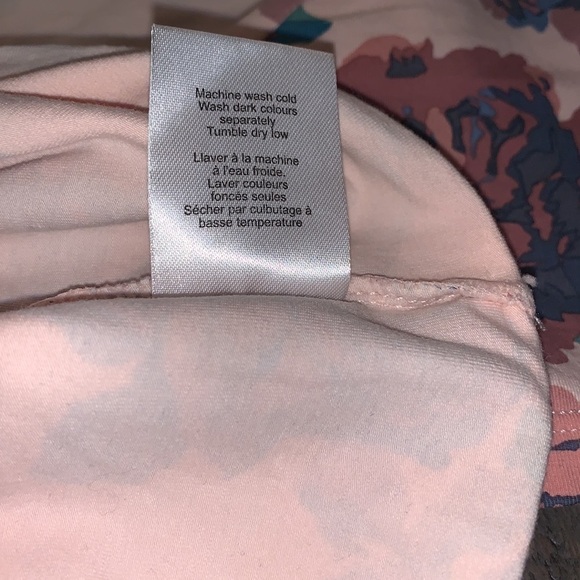 Machine wash cold
Wash dark colours
separately
Tumble dry low
Llaver à la machine
à l'eau froide.
Laver couleurs
foncés seules
Sécher par culbutage à
basse temperature